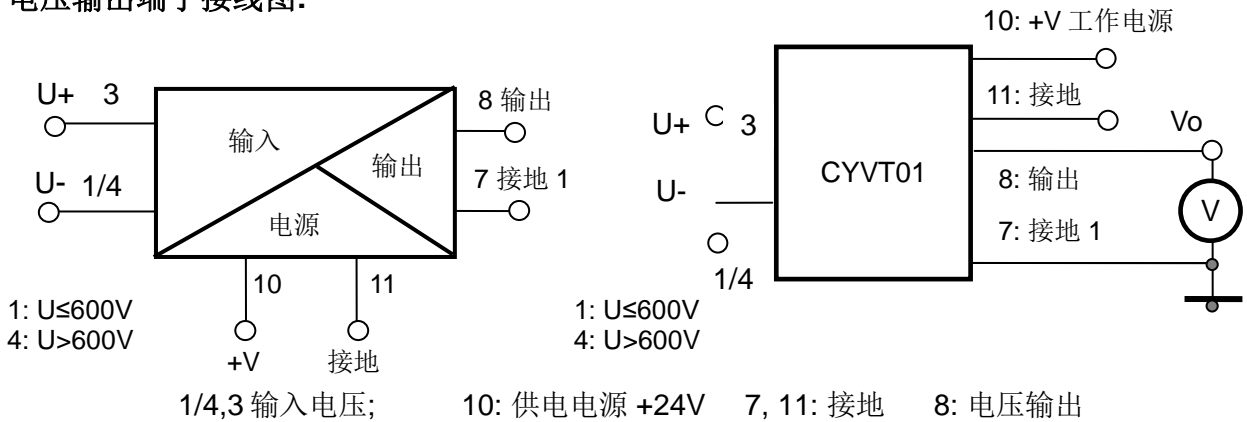 电压输出端子接线图:
U+ 3
U- 1/4
输入
输出
电源
8 输出
7 接地 1
10
11
+V
接地
1: U≤600V
4: U>600V
10: +V 工作电源
11: 接地
U+ 3
U-
1/4
CYVT01
Vo
8: 输出
V
7: 接地 1
1: U≤600V
4: U>600V
1/4,3 输入电压; 10: 供电电源 +24V 7, 11: 接地 8: 电压输出